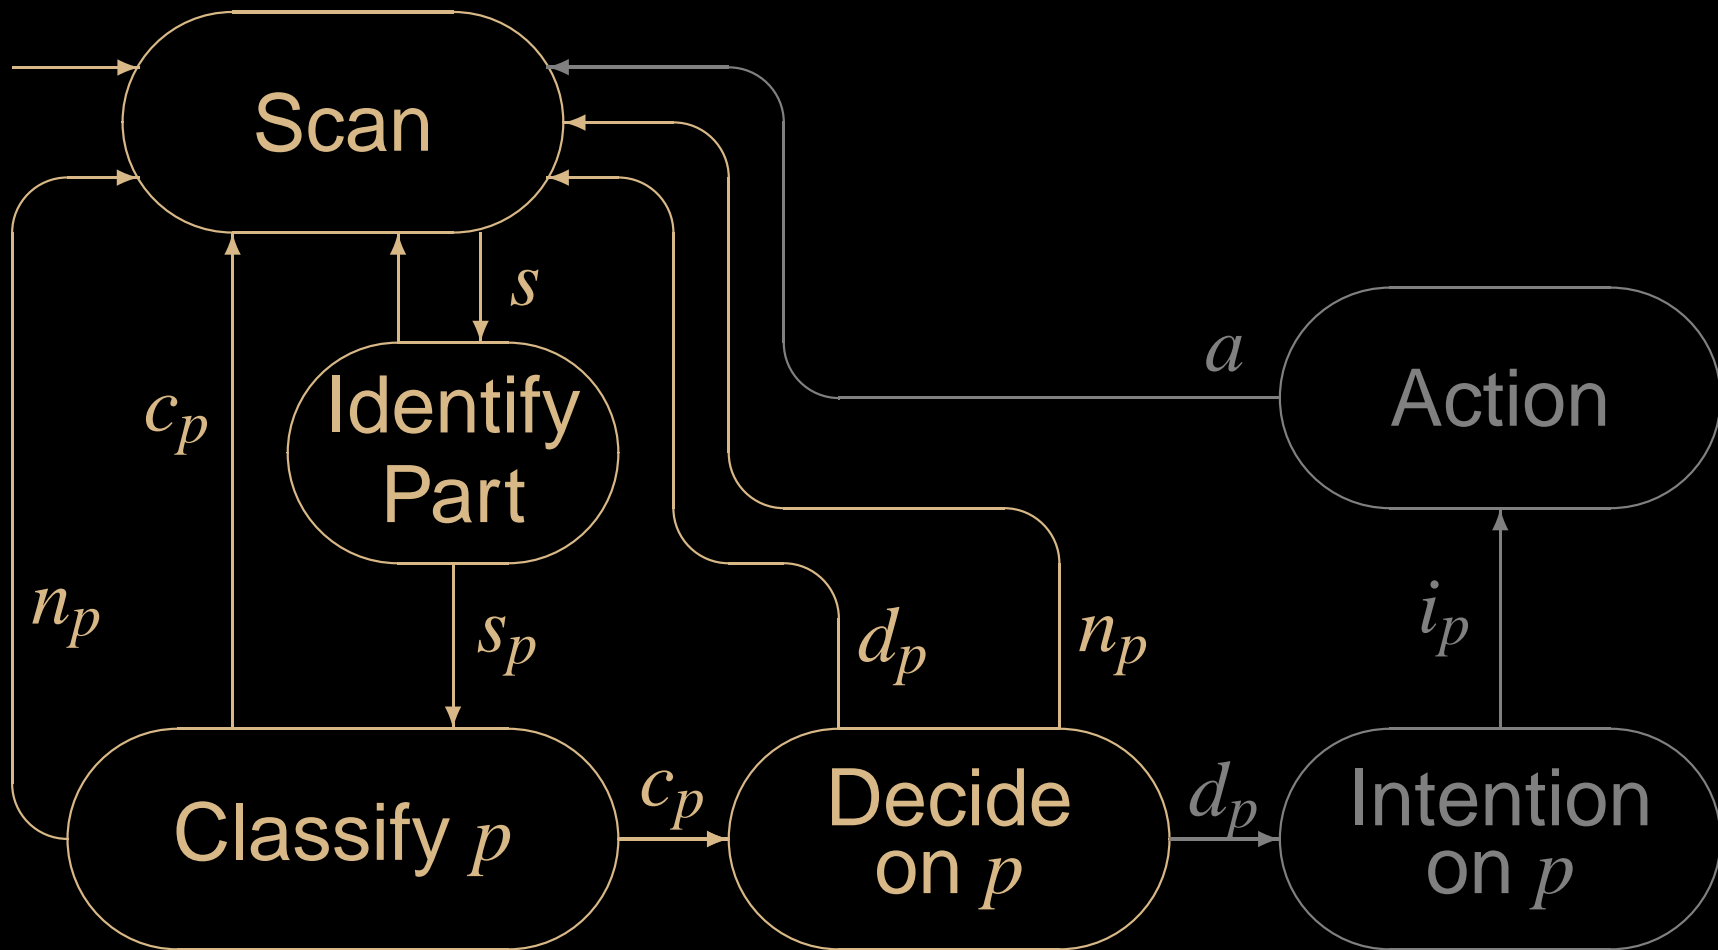 Scan
s
a
Action
c_p
Identify
Part
n_p
s_p
d_p
n_p
i_p
Classify p
c_p
Decide
on p
d_p
Intention
on p